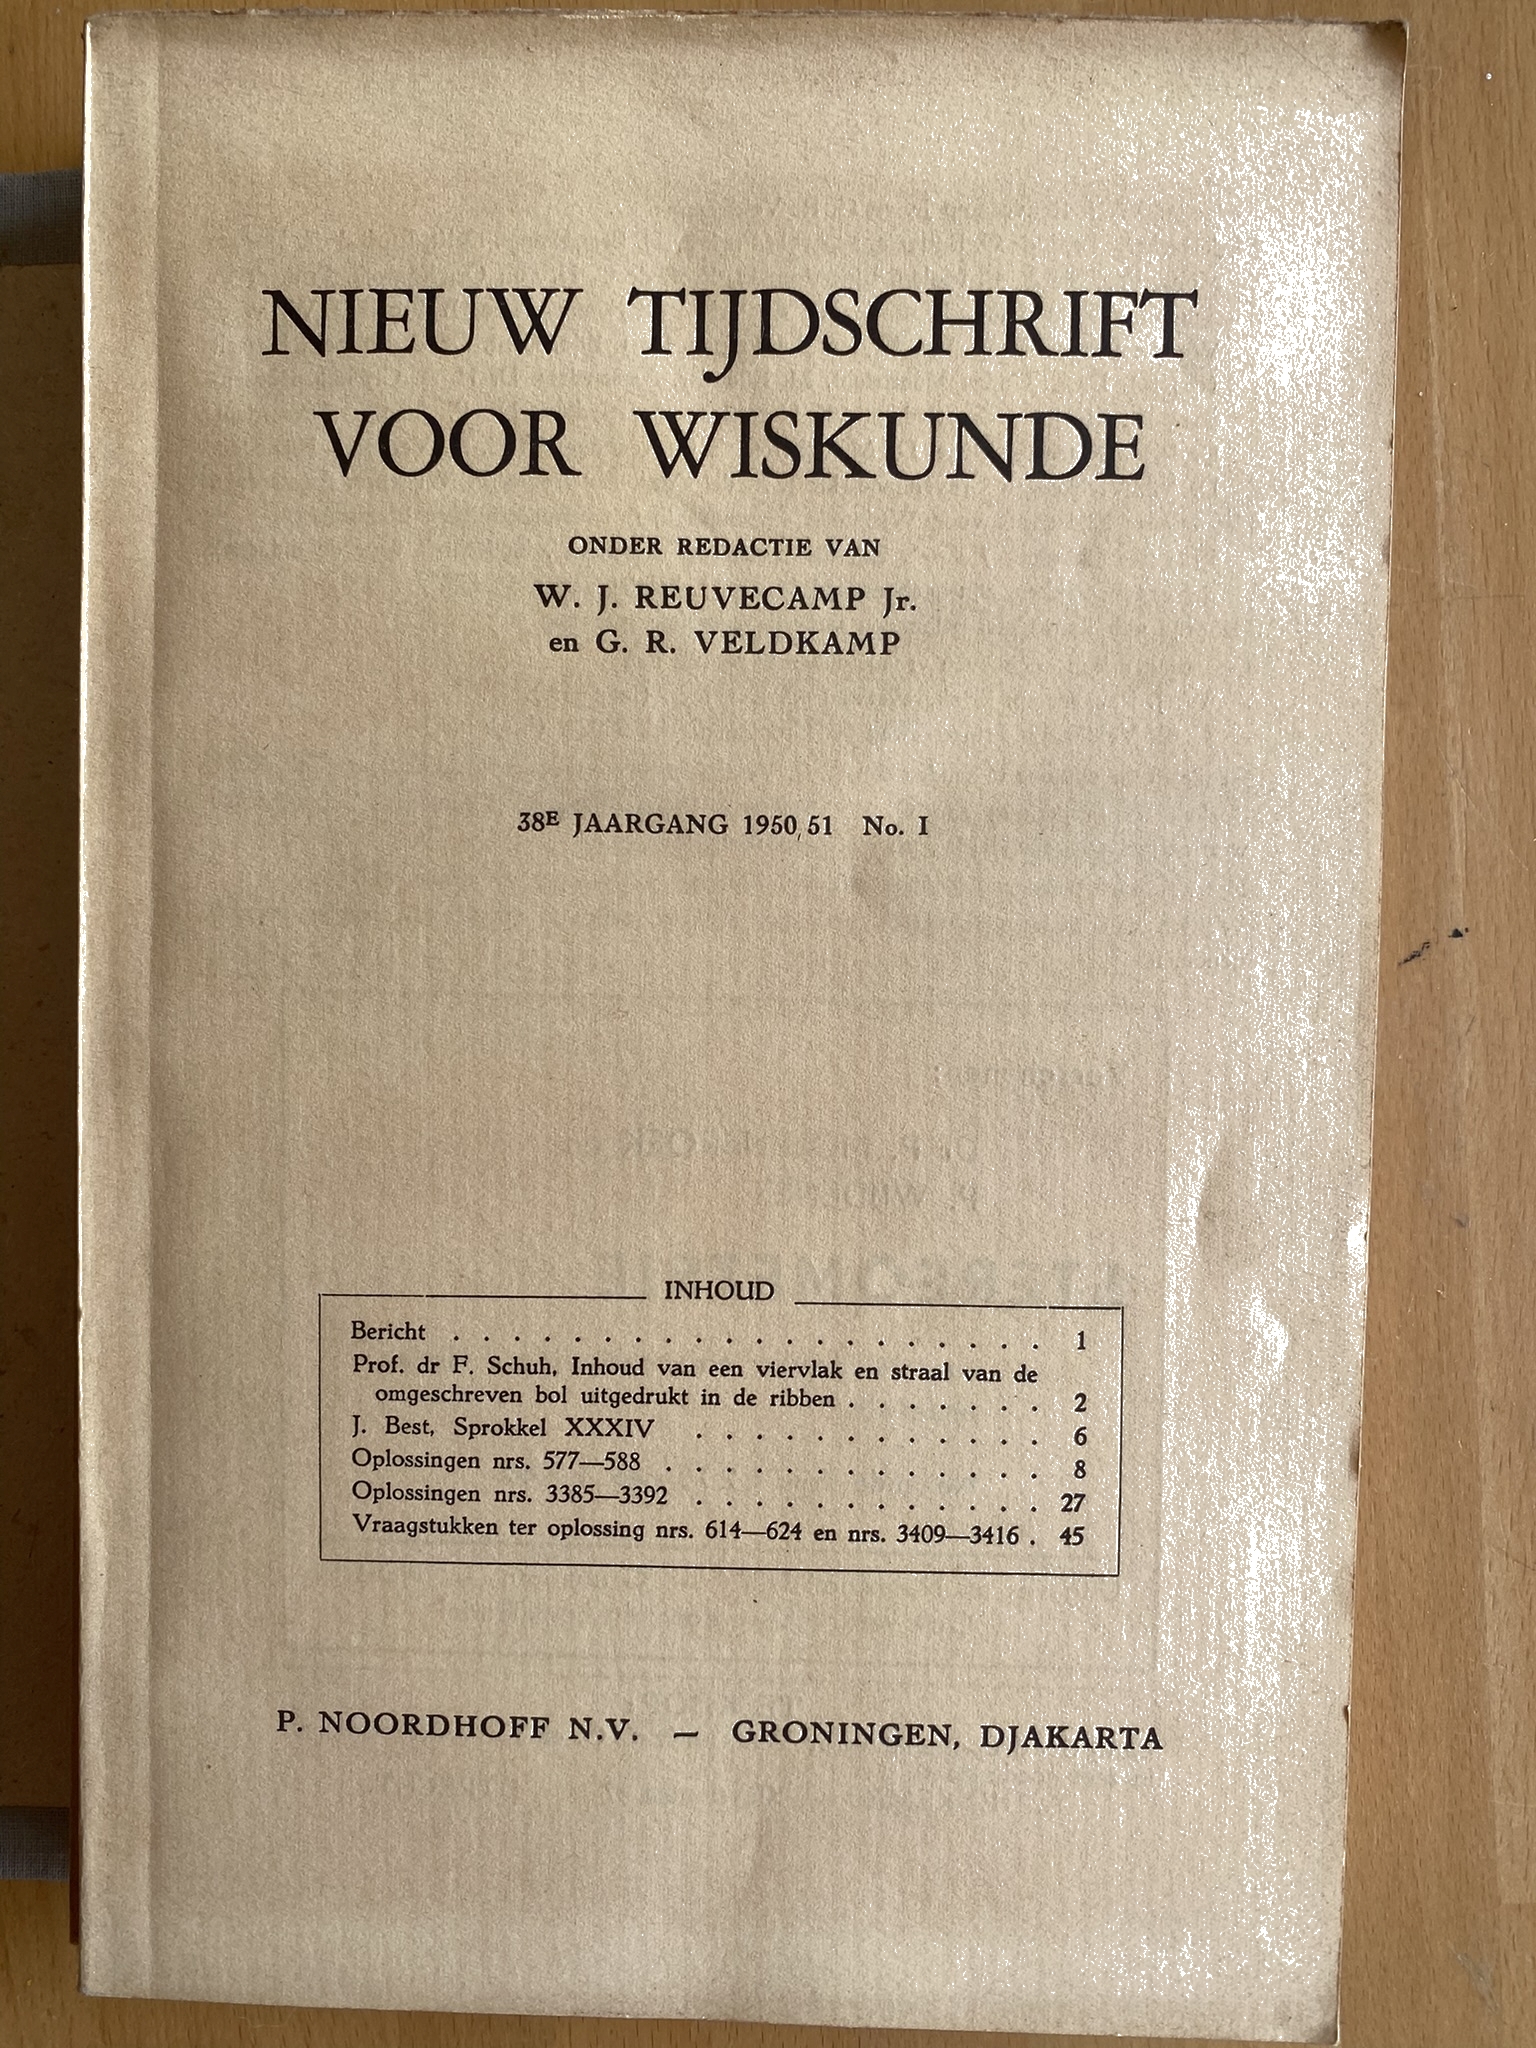 NIEUW TIJDSCHRIFT
VOOR WISKUNDE
ONDER REDACTIE VAN
W. J. REUVECAMP Jr.
en G. R. VELDKAMP
38E JAARGANG 1950/51 No. I
INHOUD
Bericht . . . . . . . . . . . . . . . . . . . . 1
Prof. dr F. Schuh, Inhoud van een viervlak en straal van de
omgeschreven bol uitgedrukt in de ribben . . . . . . . 2
J. Best, Sprokkel XXXIV . . . . . . . . . . . . 6
Oplossingen nrs. 577—588 . . . . . . . . . . . . . 8
Oplossingen nrs. 3385—3392 . . . . . . . . . . . . 27
Vraagstukken ter oplossing nrs. 614—624 en nrs. 3409—3416 . 45
P. NOORDHOFF N.V. — GRONINGEN, DJAKARTA